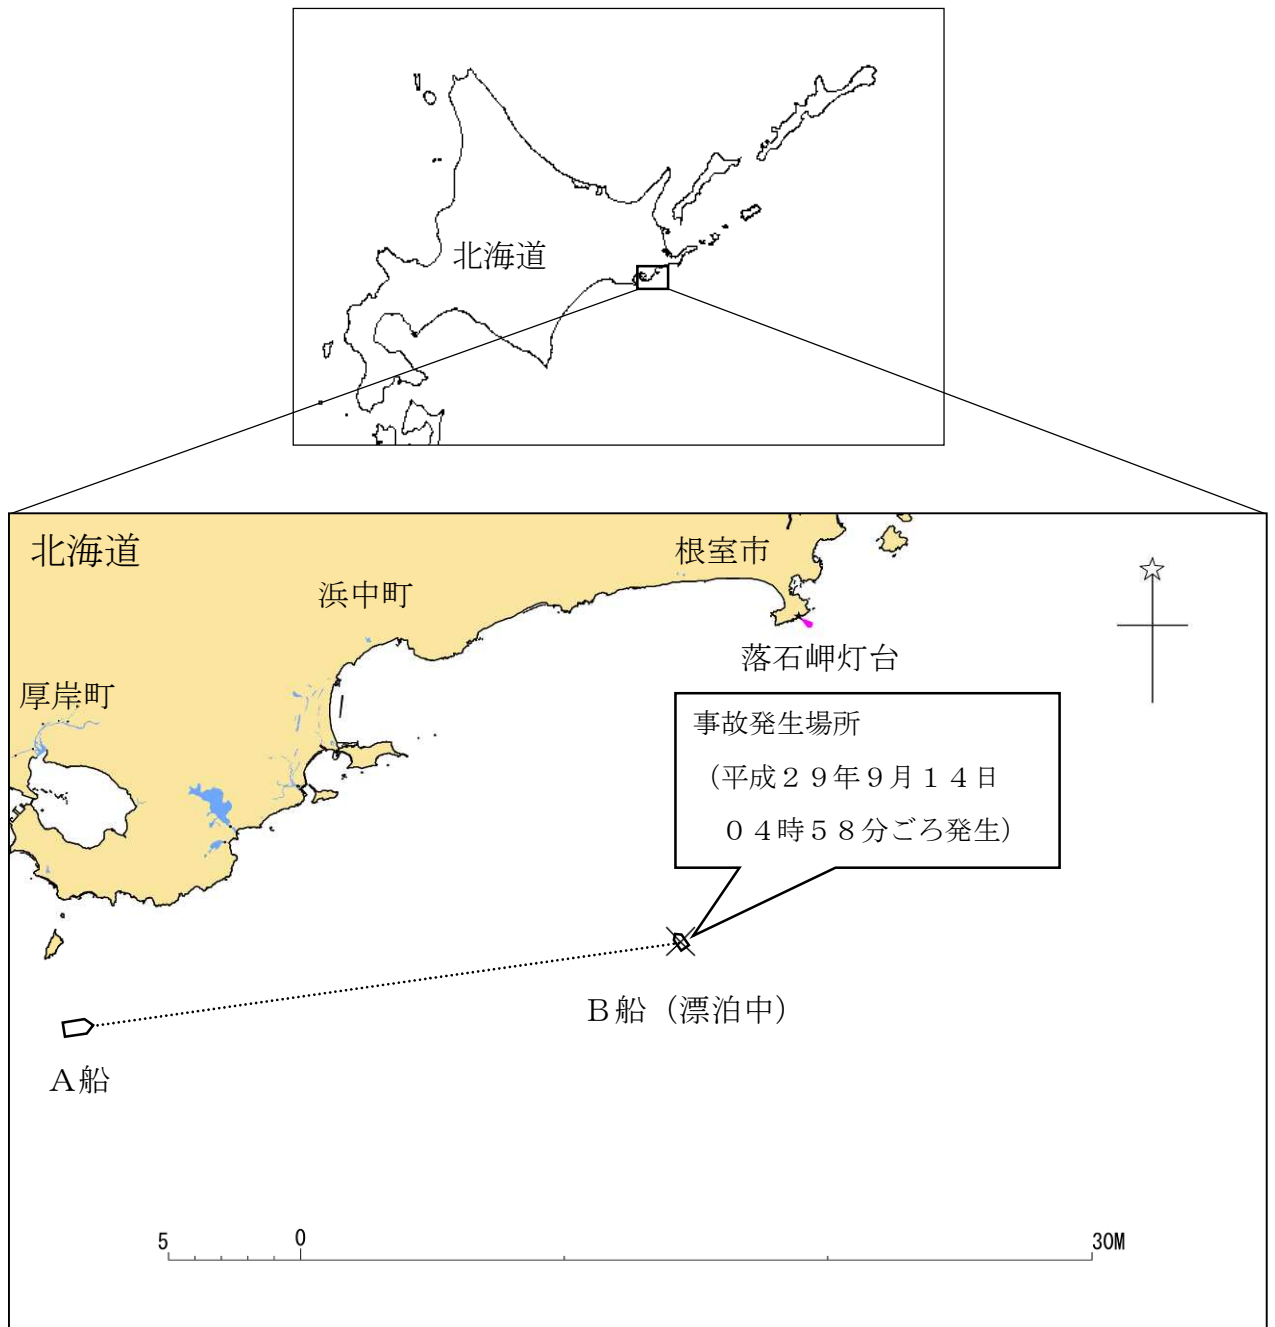 北海道
北海道
根室市
浜中町
落石岬灯台
厚岸町
事故発生場所
（平成２９年９月１４日
０４時５８分ごろ発生）
Ｂ船（漂泊中）
Ａ船
5 0 30M